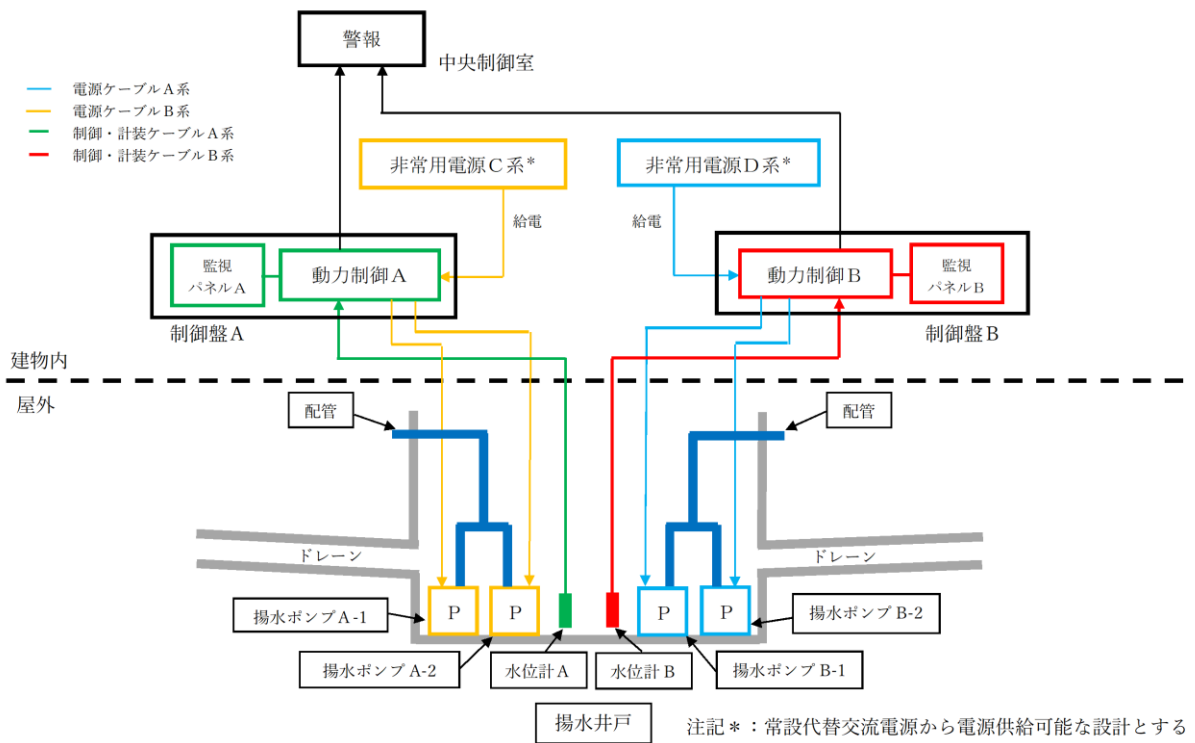 警報
中央制御室
電源ケーブルA系
電源ケーブルB系
制御・計装ケーブルA系
制御・計装ケーブルB系
非常用電源C系*
非常用電源D系*
給電
給電
監視
パネルA
動力制御A
動力制御B
監視
パネルB
制御盤A
制御盤B
建物内
屋外
配管
配管
ドレーン
ドレーン
P
P
P
P
揚水ポンプA-1
揚水ポンプB-2
揚水ポンプA-2
水位計A
水位計B
揚水ポンプB-1
揚水井戸
注記*:常設代替交流電源から電源供給可能な設計とする